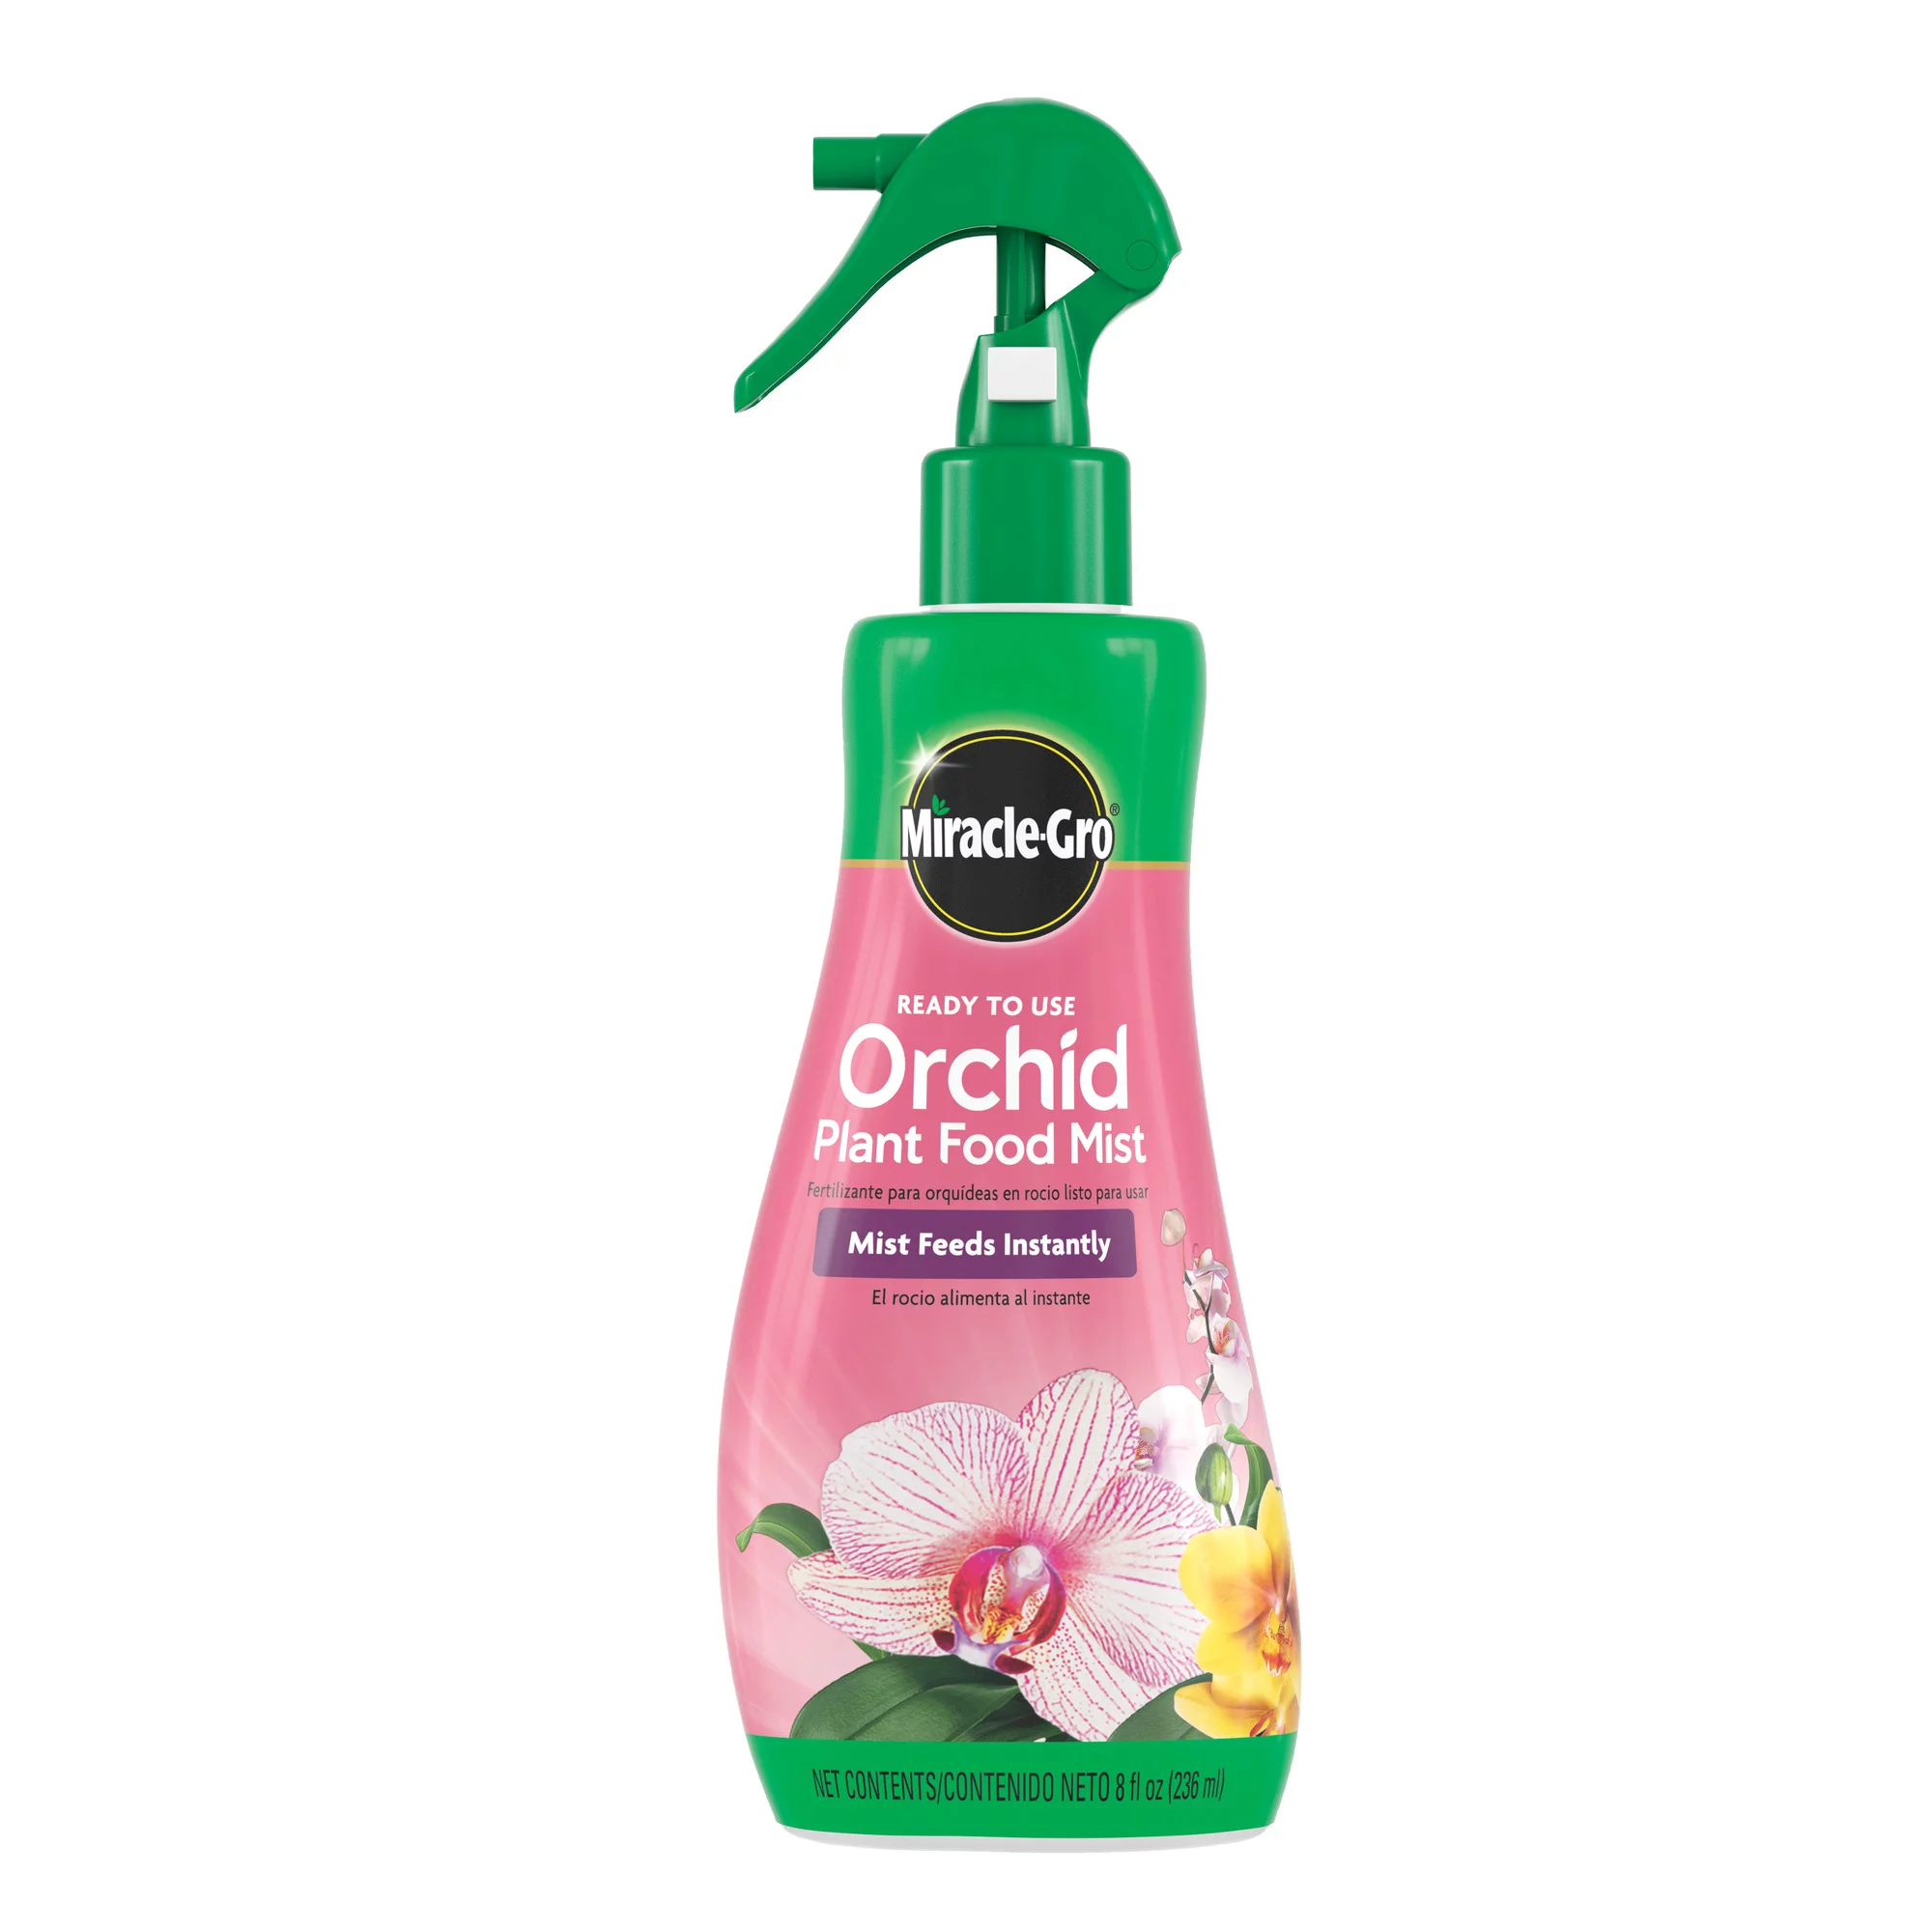 Miracle-Gro®
READY TO USE
Orchid
Plant Food Mist
Fertilizante para orquídeas en rocio listo para usar
Mist Feeds Instantly
El rocio alimenta al instante
NET CONTENTS/CONTENIDO NETO 8 fl oz (236 ml)